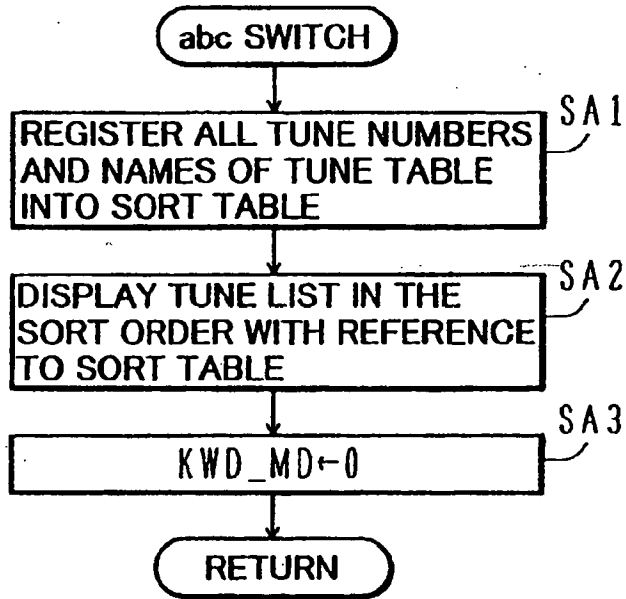 abc SWITCH
SA1
REGISTER ALL TUNE NUMBERS
AND NAMES OF TUNE TABLE
INTO SORT TABLE
SA2
DISPLAY TUNE LIST IN THE
SORT ORDER WITH REFERENCE
TO SORT TABLE
SA3
KWD_MD←0
RETURN